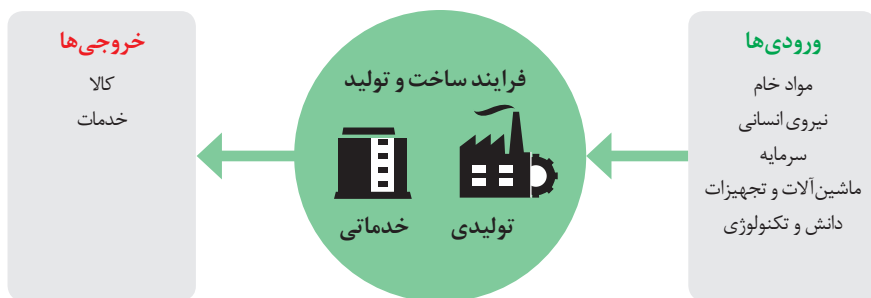 ورودی‌ها
مواد خام
نیروی انسانی
سرمایه
ماشین‌آلات و تجهیزات
دانش و تکنولوژی
فرایند ساخت و تولید
تولیدی
خدماتی
خروجی‌ها
کالا
خدمات